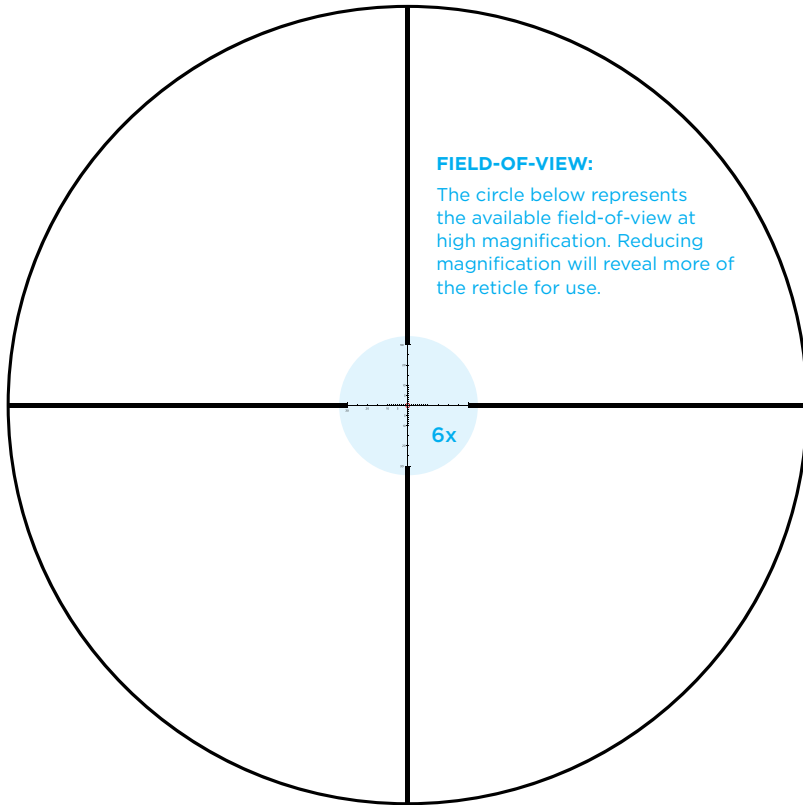 FIELD-OF-VIEW:
The circle below represents
the available field-of-view at
high magnification. Reducing
magnification will reveal more of
the reticle for use.
6x